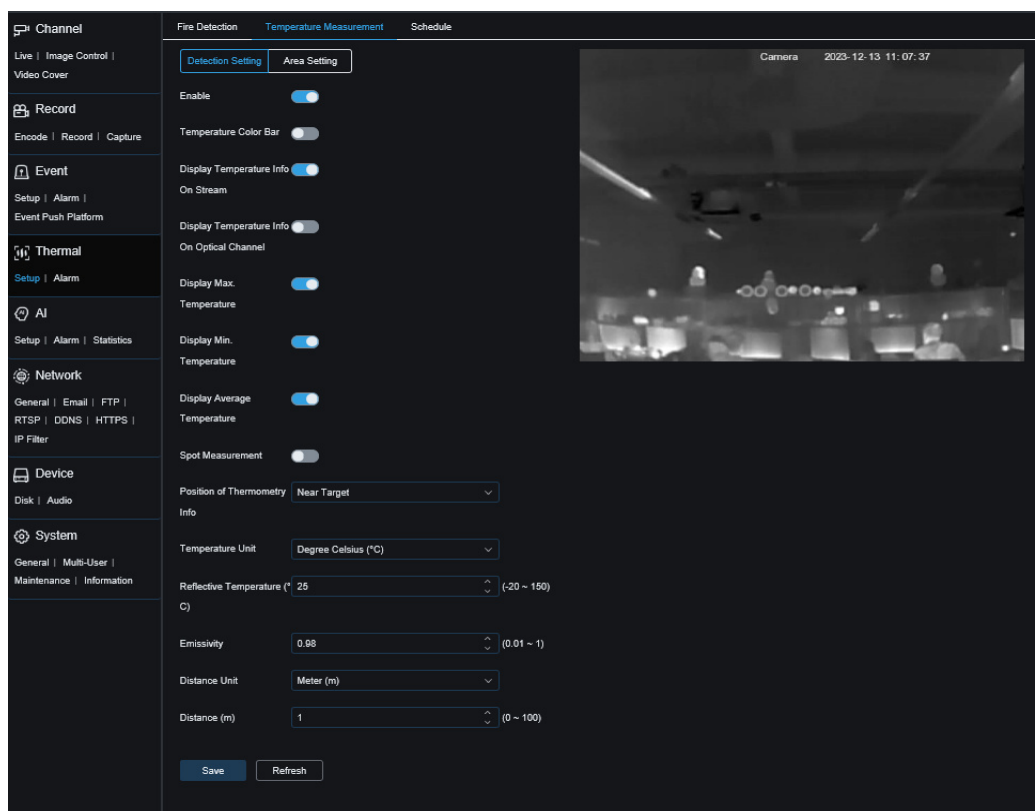 Channel
Live | Image Control |
Video Cover
Record
Encode | Record | Capture
Event
Setup | Alarm |
Event Push Platform
Thermal
Setup | Alarm
AI
Setup | Alarm | Statistics
Network
General | Email | FTP |
RTSP | DDNS | HTTPS |
IP Filter
Device
Disk | Audio
System
General | Multi-User |
Maintenance | Information
Fire Detection Temperature Measurement Schedule
Detection Setting Area Setting
Enable
Temperature Color Bar
Display Temperature Info
On Stream
Display Temperature Info
On Optical Channel
Display Max.
Temperature
Display Min.
Temperature
Display Average
Temperature
Spot Measurement
Position of Thermometry Near Target
Info
Temperature Unit Degree Celsius (°C)
Reflective Temperature (° 25 (-20 ~ 150)
C)
Emissivity 0.98 (0.01 ~ 1)
Distance Unit Meter (m)
Distance (m) 1 (0 ~ 100)
Save Refresh
Camera 2023-12-13 11:07:37